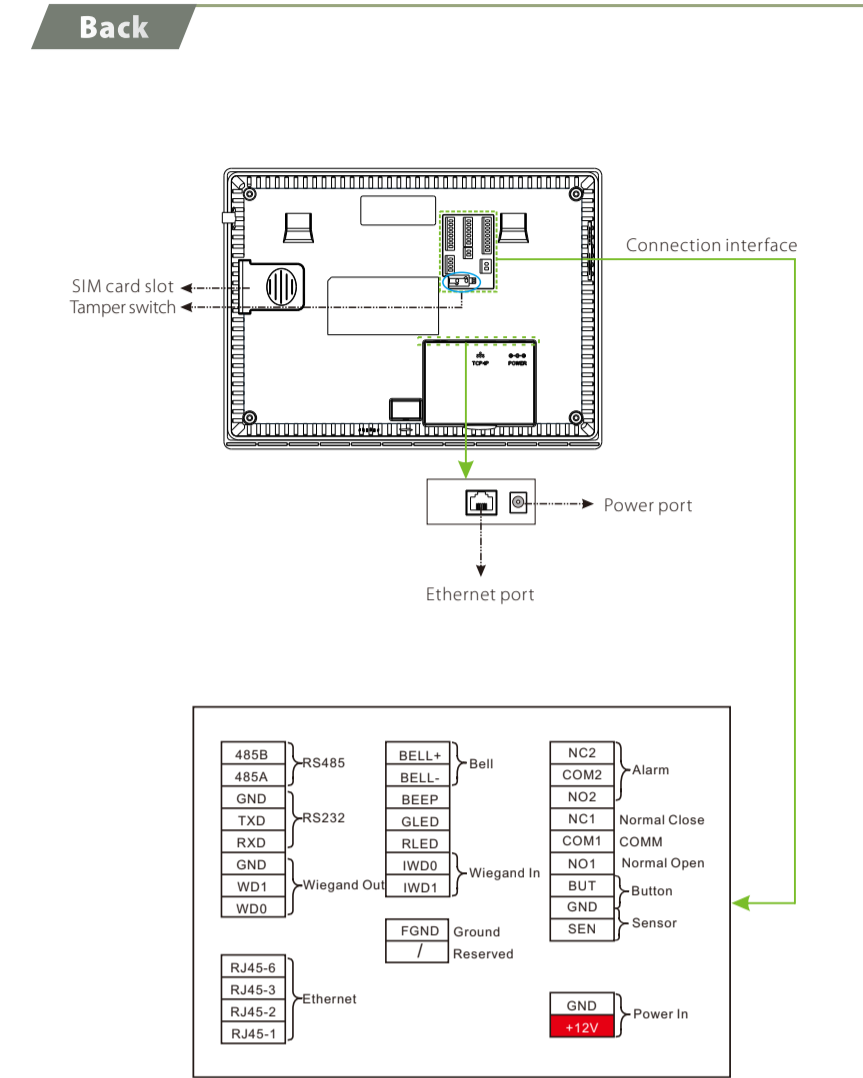 Back
Connection interface
SIM card slot
Tamper switch
TCP·IP POWER
Power port
Ethernet port
485B
485A
RS485
GND
TXD
RXD
RS232
GND
WD1
WD0
Wiegand Out
RJ45-6
RJ45-3
RJ45-2
RJ45-1
Ethernet
BELL+
BELL-
Bell
BEEP
GLED
RLED
IWD0
IWD1
Wiegand In
FGND Ground
/ Reserved
NC2
COM2
NO2
Alarm
NC1 Normal Close
COM1 COMM
NO1 Normal Open
BUT
Button
GND
SEN
Sensor
GND
+12V
Power In